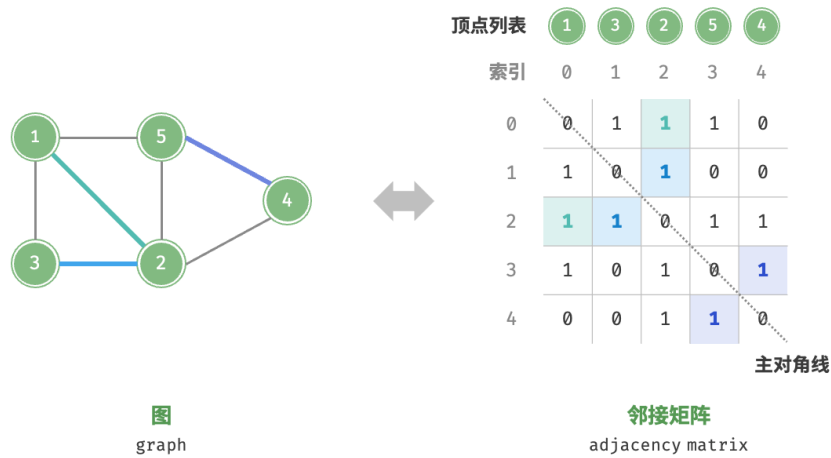 顶点列表 1 3 2 5 4
索引 0 1 2 3 4
0 0 1 1 1 0
1 1 0 1 0 0
2 1 1 0 1 1
3 1 0 1 0 1
4 0 0 1 1 0
主对角线
1 5
4
3 2
图
graph
邻接矩阵
adjacency matrix